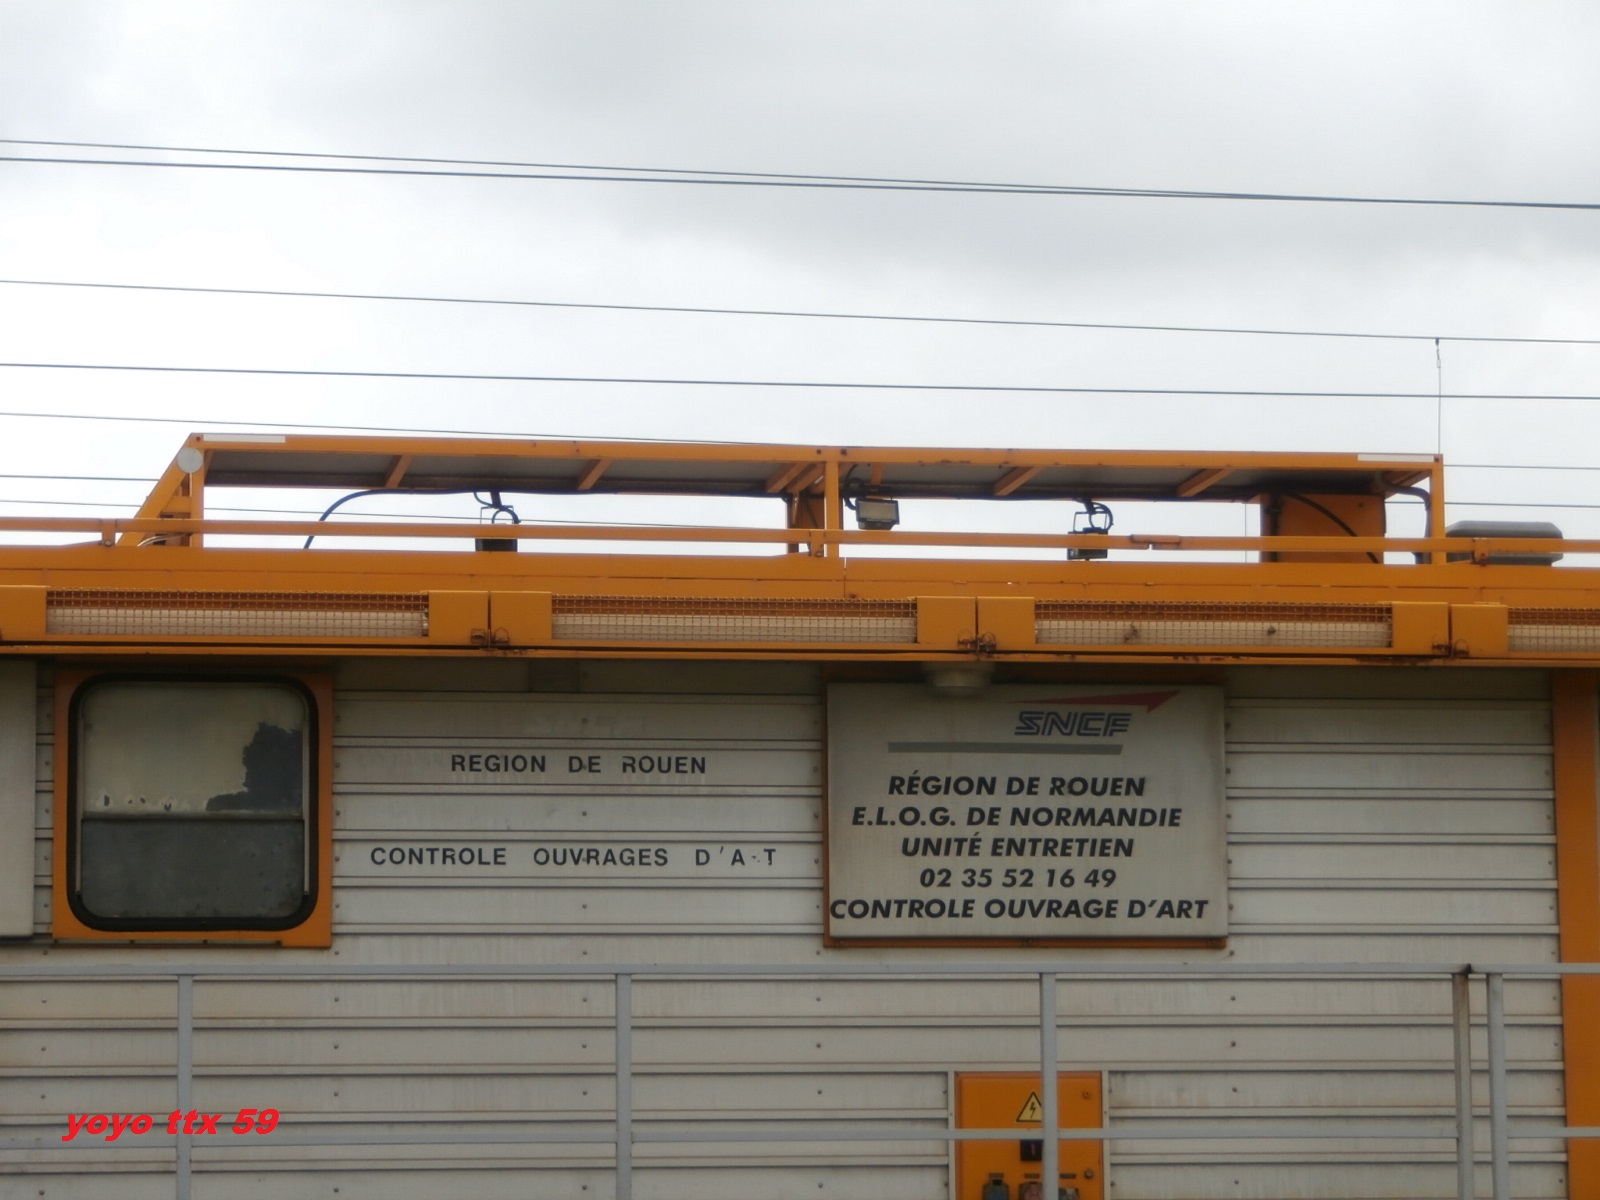 REGION DE ROUEN
CONTROLE OUVRAGES D'A T
SNCF
RÉGION DE ROUEN
E.L.O.G. DE NORMANDIE
UNITÉ ENTRETIEN
02 35 52 16 49
CONTROLE OUVRAGE D'ART
yoyo ttx 59